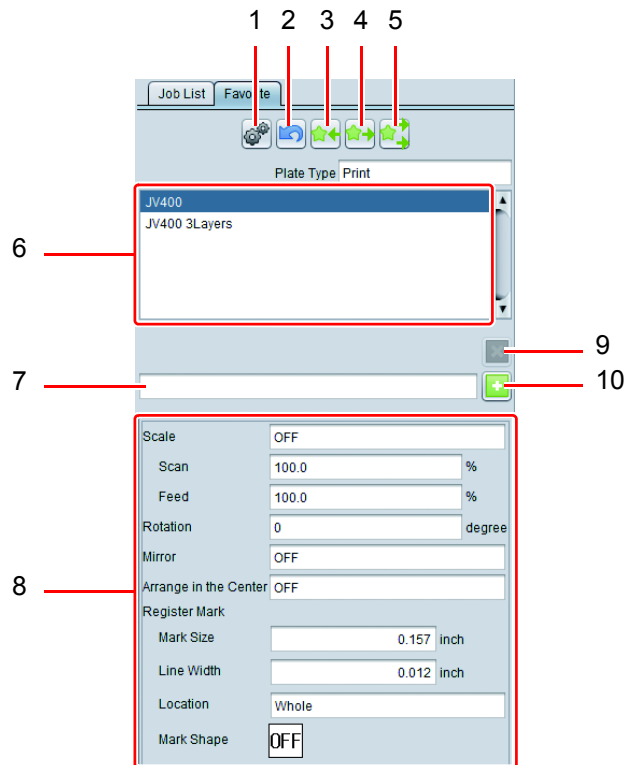 1 2 3 4 5
Job List Favorite
Plate Type Print
JV400
JV400 3Layers
6
9
7
10
Scale OFF
Scan 100.0 %
Feed 100.0 %
Rotation 0 degree
Mirror OFF
8
Arrange in the Center OFF
Register Mark
Mark Size 0.157 inch
Line Width 0.012 inch
Location Whole
Mark Shape OFF